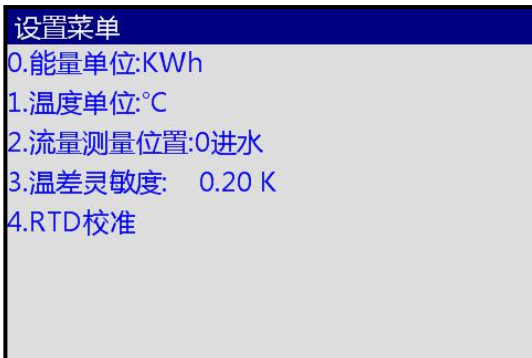 设置菜单
0.能量单位:KWh
1.温度单位:℃
2.流量测量位置:0进水
3.温差灵敏度: 0.20 K
4.RTD校准